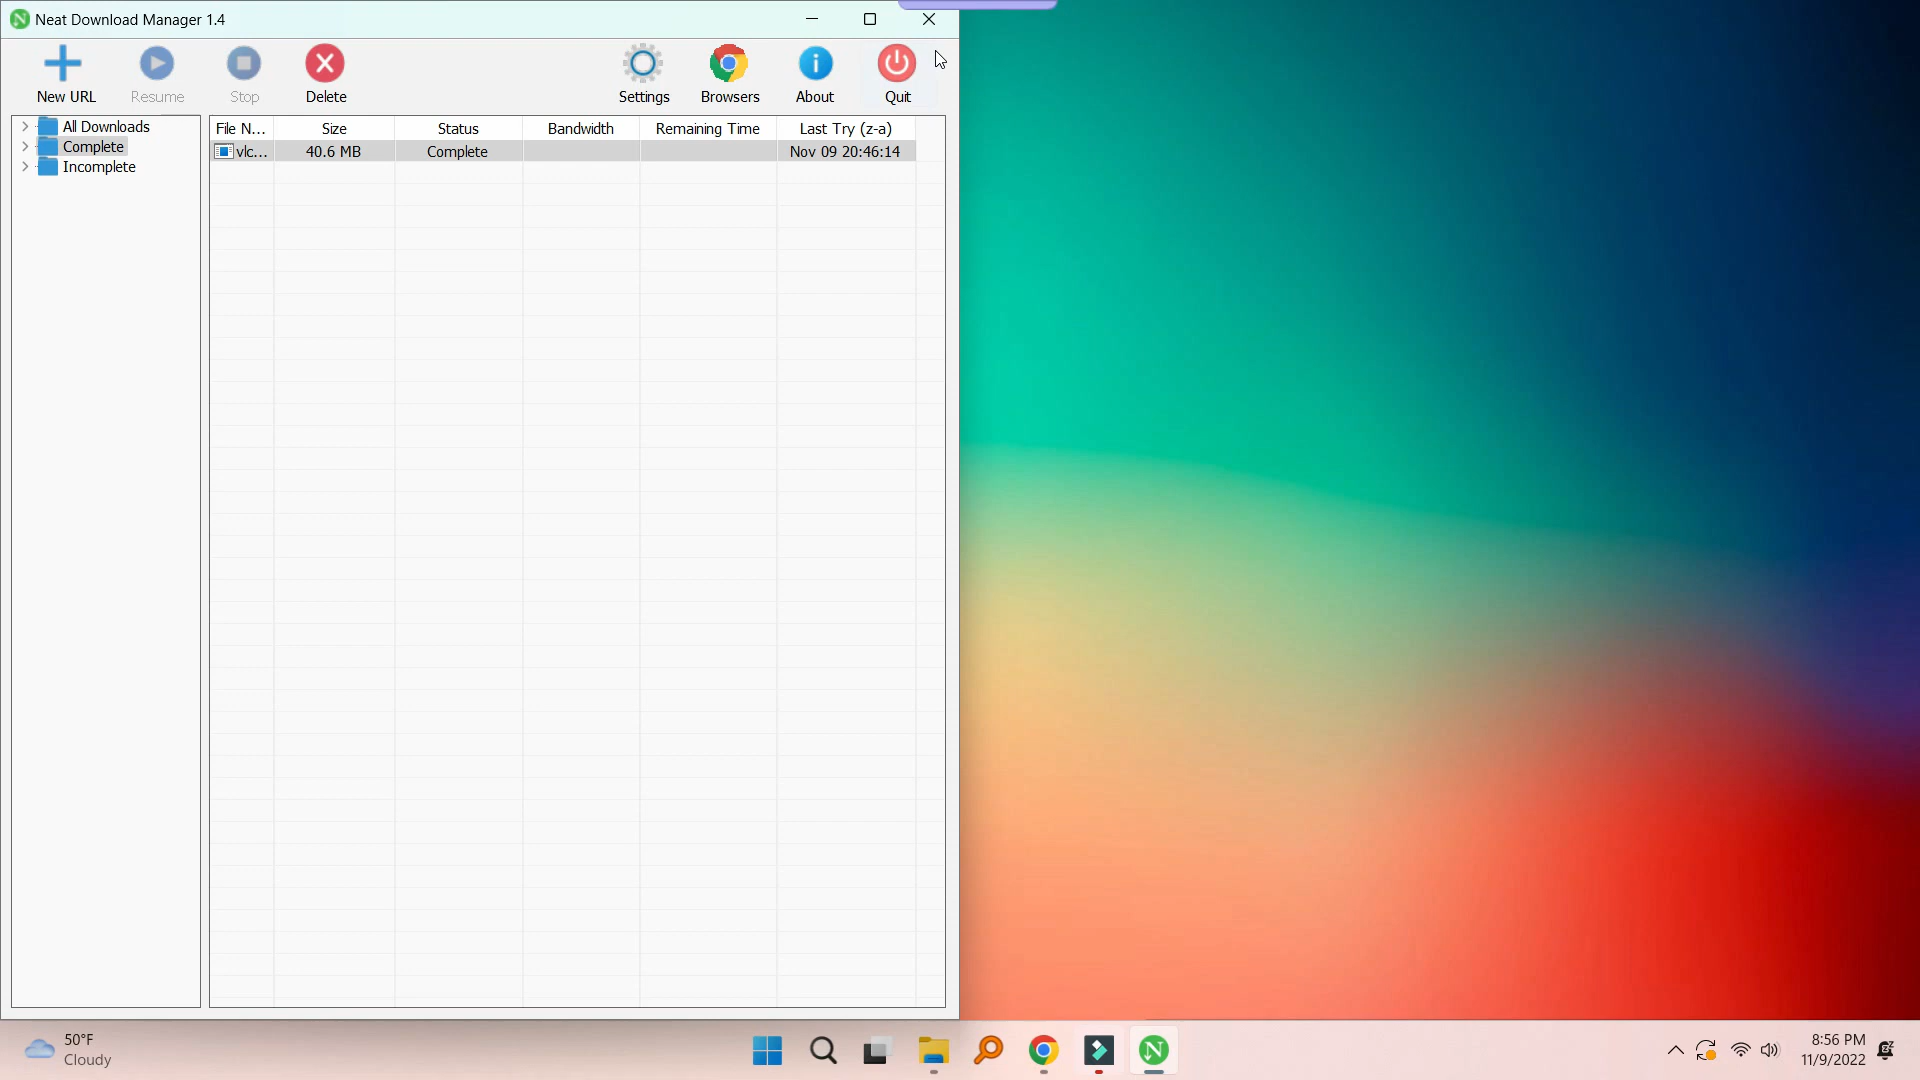 Neat Download Manager 1.4
New URL Resume Stop Delete Settings Browsers About Quit
All Downloads
Complete
Incomplete
File N... Size Status Bandwidth Remaining Time Last Try (z-a)
vlc... 40.6 MB Complete Nov 09 20:46:14
50°F
Cloudy
8:56 PM
11/9/2022